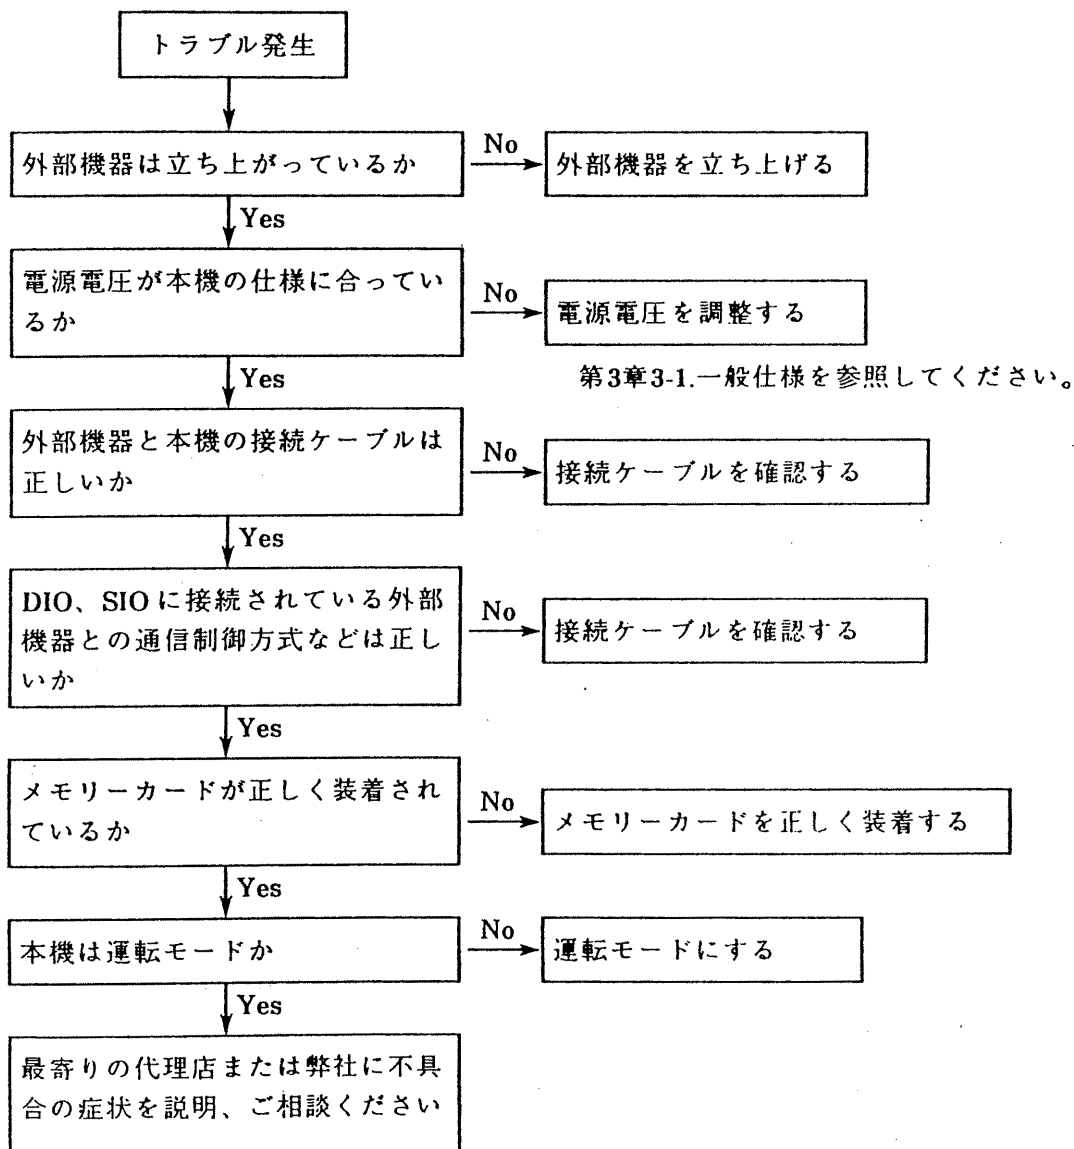 トラブル発生
外部機器は立ち上がっているか
No
外部機器を立ち上げる
Yes
電源電圧が本機の仕様に合ってい
るか
No
電源電圧を調整する
第3章3-1.一般仕様を参照してください。
Yes
外部機器と本機の接続ケーブルは
正しいか
No
接続ケーブルを確認する
Yes
DIO、SIOに接続されている外部
機器との通信制御方式などは正し
いか
No
接続ケーブルを確認する
Yes
メモリーカードが正しく装着され
ているか
No
メモリーカードを正しく装着する
Yes
本機は運転モードか
No
運転モードにする
Yes
最寄りの代理店または弊社に不具
合の症状を説明、ご相談ください